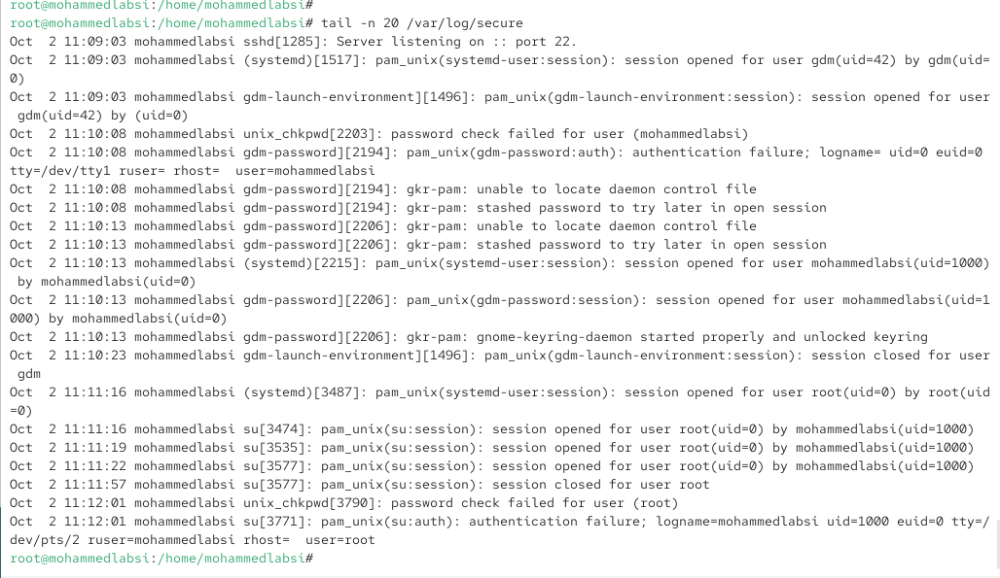 root@mohammedlabsi:/home/mohammedlabsi#
root@mohammedlabsi:/home/mohammedlabsi# tail -n 20 /var/log/secure
Oct  2 11:09:03 mohammedlabsi sshd[1285]: Server listening on :: port 22.
Oct  2 11:09:03 mohammedlabsi (systemd)[1517]: pam_unix(systemd-user:session): session opened for user gdm(uid=42) by gdm(uid=
0)
Oct  2 11:09:03 mohammedlabsi gdm-launch-environment][1496]: pam_unix(gdm-launch-environment:session): session opened for user
 gdm(uid=42) by (uid=0)
Oct  2 11:10:08 mohammedlabsi unix_chkpwd[2203]: password check failed for user (mohammedlabsi)
Oct  2 11:10:08 mohammedlabsi gdm-password][2194]: pam_unix(gdm-password:auth): authentication failure; logname= uid=0 euid=0
tty=/dev/tty1 ruser= rhost=  user=mohammedlabsi
Oct  2 11:10:08 mohammedlabsi gdm-password][2194]: gkr-pam: unable to locate daemon control file
Oct  2 11:10:08 mohammedlabsi gdm-password][2194]: gkr-pam: stashed password to try later in open session
Oct  2 11:10:13 mohammedlabsi gdm-password][2206]: gkr-pam: unable to locate daemon control file
Oct  2 11:10:13 mohammedlabsi gdm-password][2206]: gkr-pam: stashed password to try later in open session
Oct  2 11:10:13 mohammedlabsi (systemd)[2215]: pam_unix(systemd-user:session): session opened for user mohammedlabsi(uid=1000)
 by mohammedlabsi(uid=0)
Oct  2 11:10:13 mohammedlabsi gdm-password][2206]: pam_unix(gdm-password:session): session opened for user mohammedlabsi(uid=1
000) by mohammedlabsi(uid=0)
Oct  2 11:10:13 mohammedlabsi gdm-password][2206]: gkr-pam: gnome-keyring-daemon started properly and unlocked keyring
Oct  2 11:10:23 mohammedlabsi gdm-launch-environment][1496]: pam_unix(gdm-launch-environment:session): session closed for user
 gdm
Oct  2 11:11:16 mohammedlabsi (systemd)[3487]: pam_unix(systemd-user:session): session opened for user root(uid=0) by root(uid
=0)
Oct  2 11:11:16 mohammedlabsi su[3474]: pam_unix(su:session): session opened for user root(uid=0) by mohammedlabsi(uid=1000)
Oct  2 11:11:19 mohammedlabsi su[3535]: pam_unix(su:session): session opened for user root(uid=0) by mohammedlabsi(uid=1000)
Oct  2 11:11:22 mohammedlabsi su[3577]: pam_unix(su:session): session opened for user root(uid=0) by mohammedlabsi(uid=1000)
Oct  2 11:11:57 mohammedlabsi su[3577]: pam_unix(su:session): session closed for user root
Oct  2 11:12:01 mohammedlabsi unix_chkpwd[3790]: password check failed for user (root)
Oct  2 11:12:01 mohammedlabsi su[3771]: pam_unix(su:auth): authentication failure; logname=mohammedlabsi uid=1000 euid=0 tty=/
dev/pts/2 ruser=mohammedlabsi rhost=  user=root
root@mohammedlabsi:/home/mohammedlabsi#